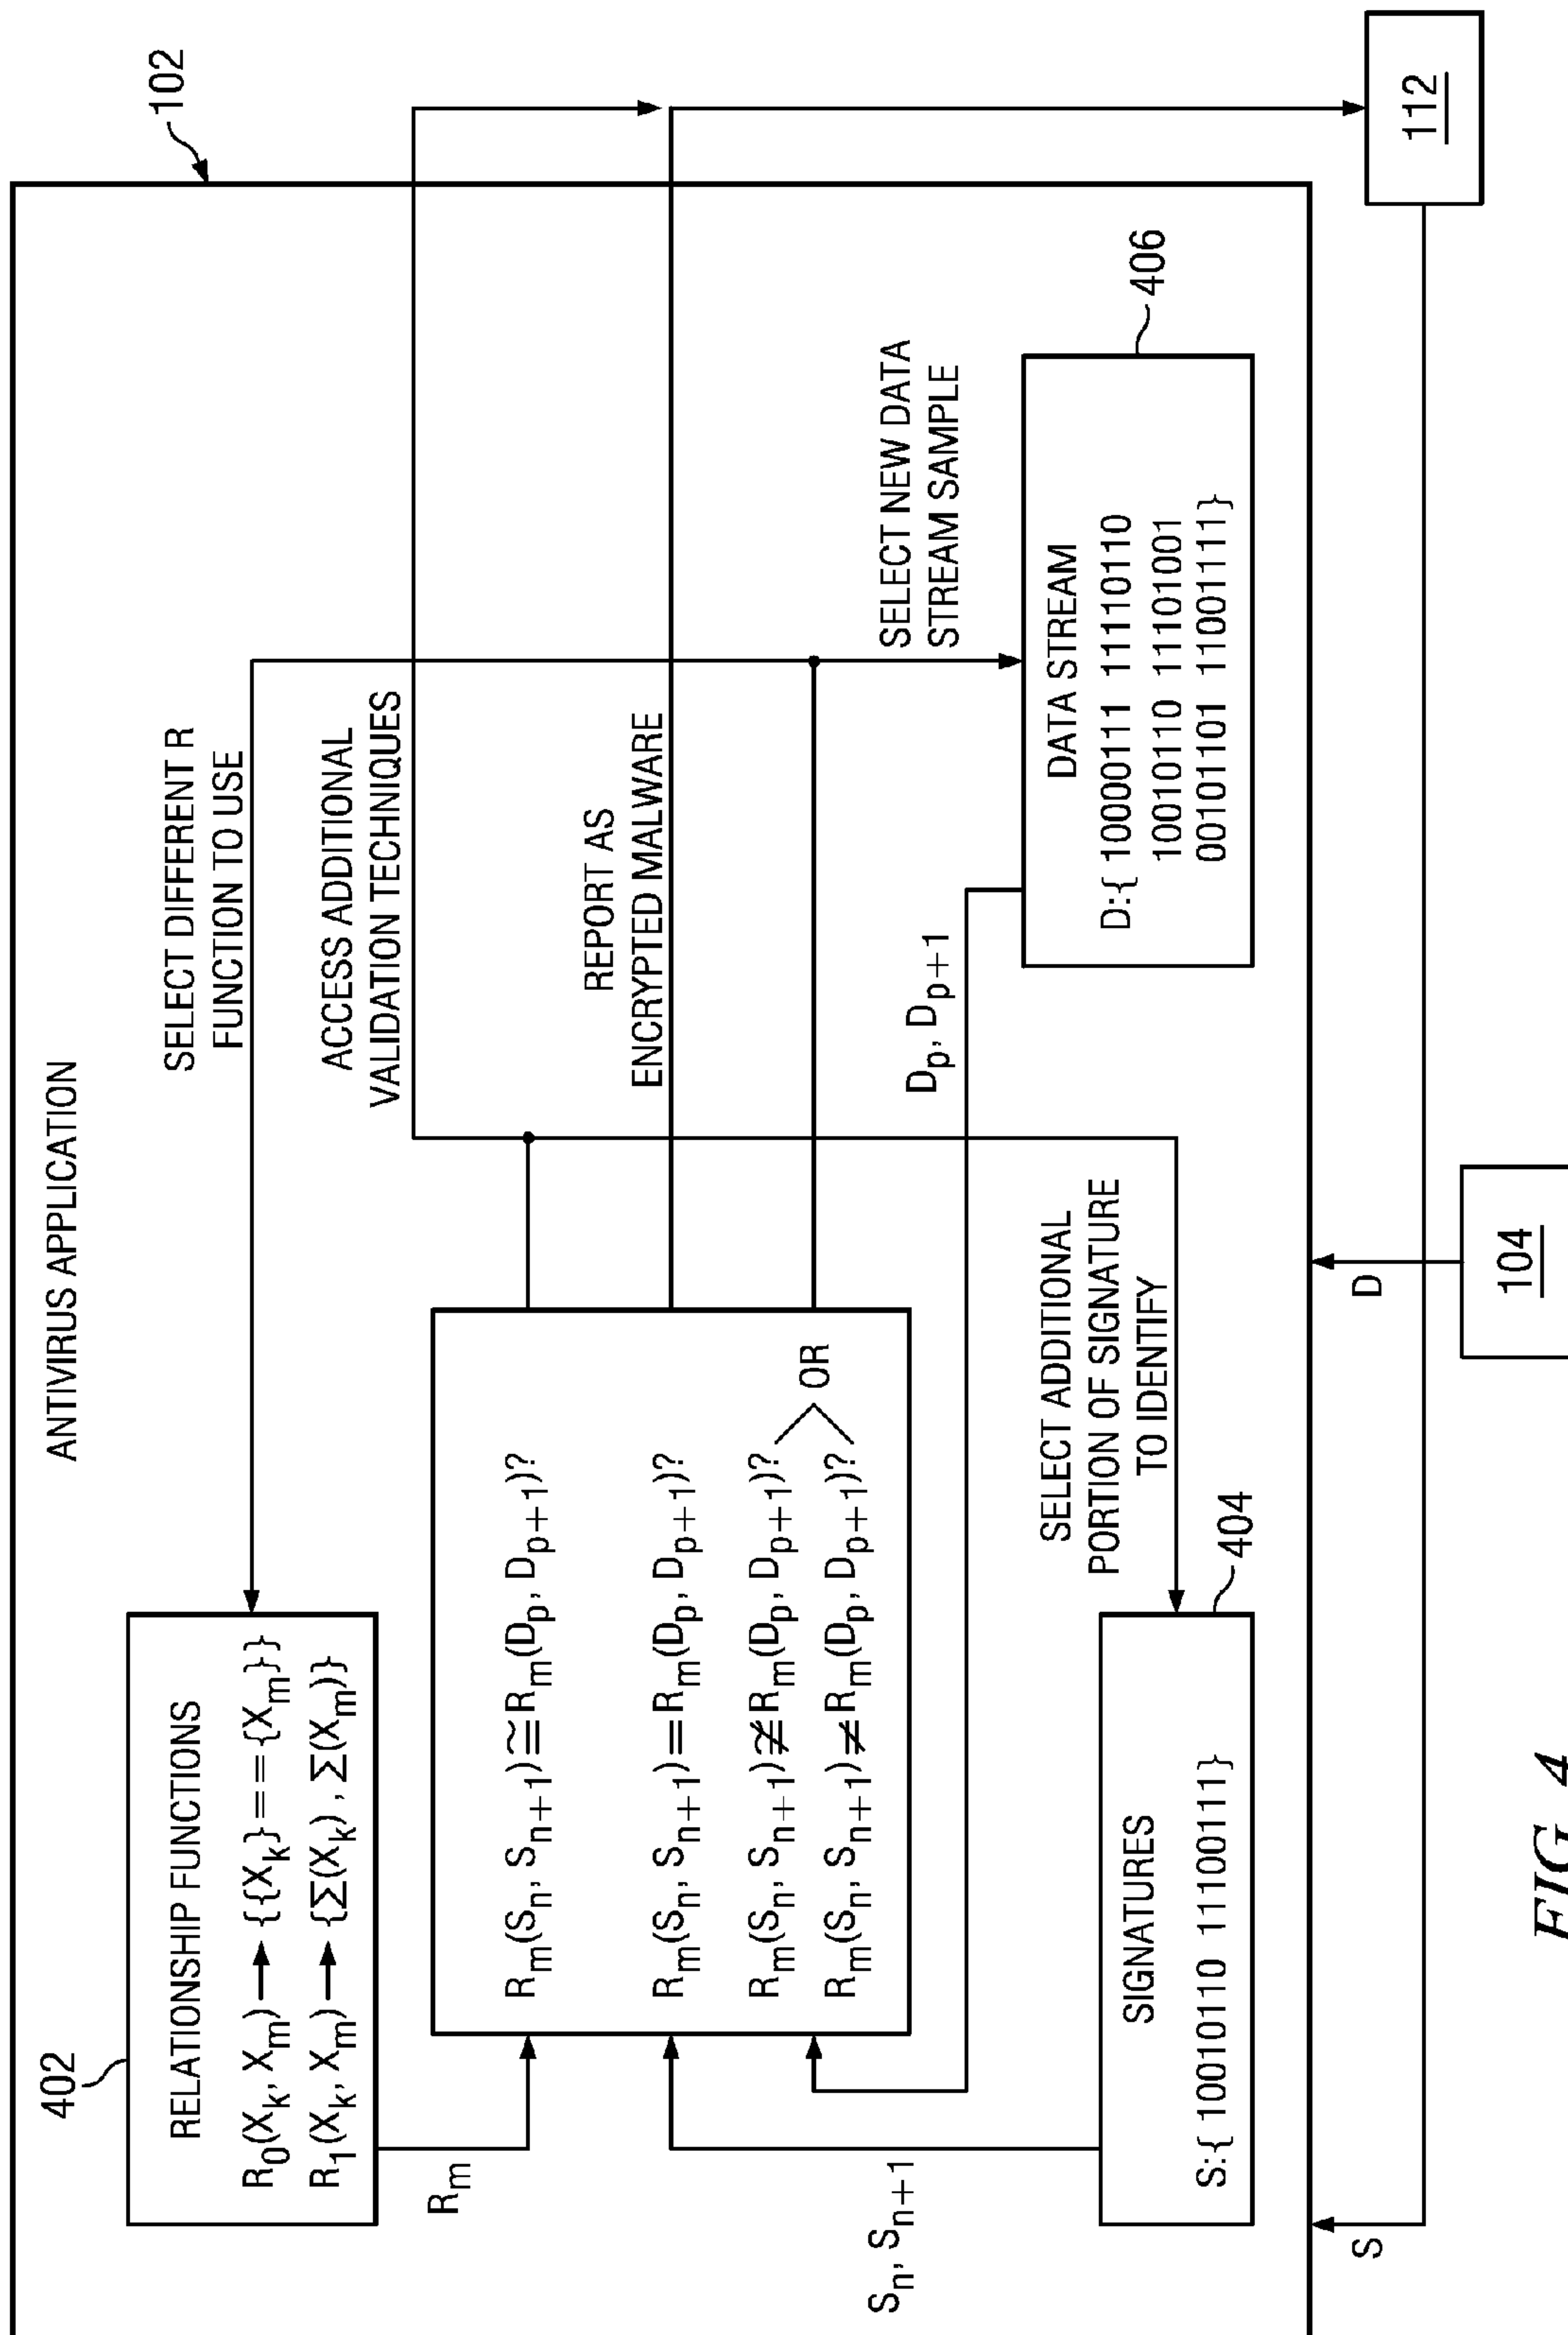 ANTIVIRUS APPLICATION
102
402
RELATIONSHIP FUNCTIONS
R0(Xk, Xm) → {{Xk}=={Xm}}
R1(Xk, Xm) → {Σ(Xk), Σ(Xm)}
SELECT DIFFERENT R
FUNCTION TO USE
ACCESS ADDITIONAL
VALIDATION TECHNIQUES
Rm
Rm(Sn, Sn+1)≅Rm(Dp, Dp+1)?
REPORT AS
ENCRYPTED MALWARE
Rm(Sn, Sn+1)=Rm(Dp, Dp+1)?
Rm(Sn, Sn+1)≇Rm(Dp, Dp+1)?
OR
Rm(Sn, Sn+1)≠Rm(Dp, Dp+1)?
Sn, Sn+1
Dp, Dp+1
SELECT NEW DATA
STREAM SAMPLE
SELECT ADDITIONAL
PORTION OF SIGNATURE
TO IDENTIFY
404
SIGNATURES
S:{ 10010110 11100111}
406
DATA STREAM
D:{ 10000111 11110110
10010110 11101001
00101101 11001111}
S
D
104
112
FIG. 4